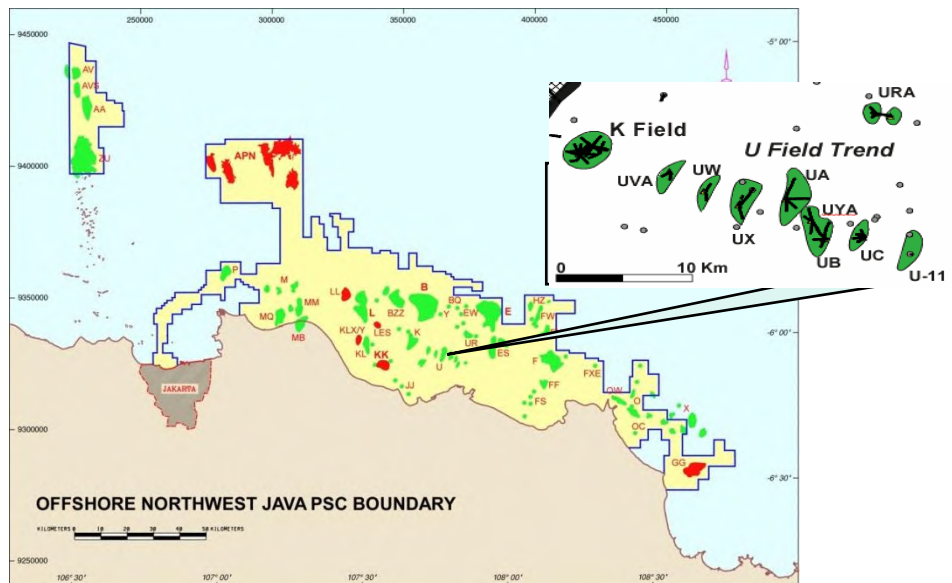 250000 300000 350000 400000 450000
9450000
-5° 00'
AV
AVS
AA
ZU
9400000
APN
URA
K Field
U Field Trend
UVA
UW
UA
UYA
UX
UB
UC
U-11
0 10 Km
P
M
9350000
LL
B
MM
L
BZZ
BQ
Y
EW
E
HZ
FW
MQ
MB
KLX/Y
LES
K
UR
-6° 00'
KL
KK
U
ES
F
FXE
JJ
FF
FS
OW
O
X
OC
JAKARTA
9300000
GG
-6° 30'
OFFSHORE NORTHWEST JAVA PSC BOUNDARY
KILOMETERS 0 10 20 30 40 50 KILOMETERS
9250000
106° 30' 107° 00' 107° 30' 108° 00' 108° 30'